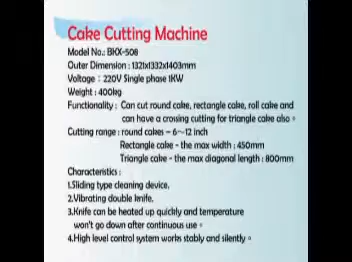 Cake Cutting Machine
Model No.: BKX-508
Outer Dimension : 1321x1332x1403mm
Voltage : 220V Single phase 1KW
Weight : 400kg
Functionality : Can cut round cake, rectangle cake, roll cake and
can have a crossing cutting for triangle cake also。
Cutting range : round cakes - 6~12 inch
Rectangle cake - the max width : 450mm
Triangle cake - the max diagonal length : 800mm
Characteristics :
1.Sliding type cleaning device.
2.Vibrating double knife.
3.Knife can be heated up quickly and temperature
won't go down after continuous use。
4.High level control system works stably and silently。